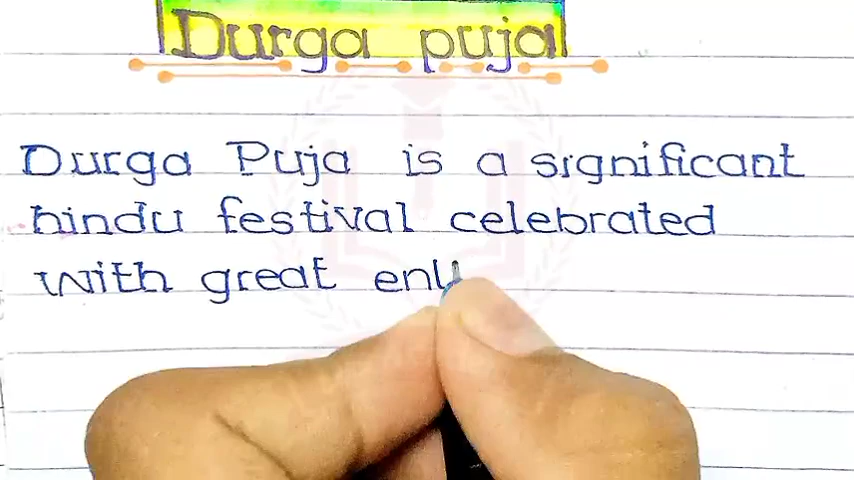 Durga puja
Durga Puja is a significant
hindu festival celebrated
with great